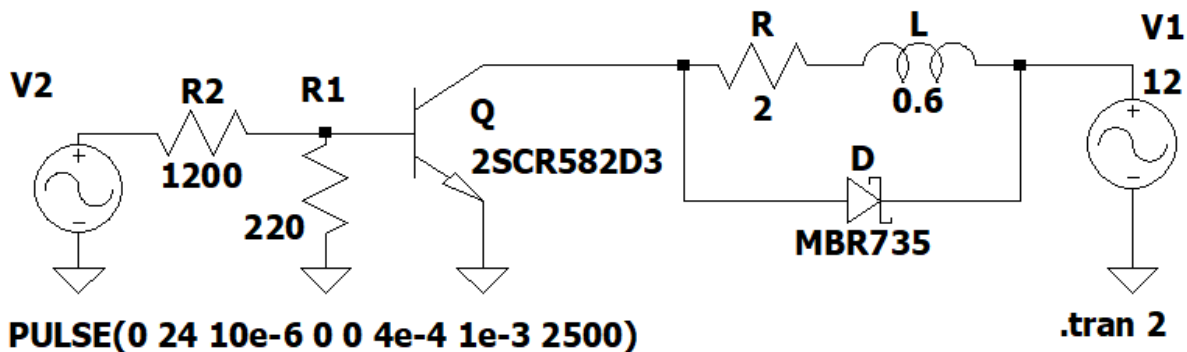 V2
R2
1200
R1
220
Q
2SCR582D3
R
2
L
0.6
D
MBR735
V1
12
PULSE(0 24 10e-6 0 0 4e-4 1e-3 2500)
.tran 2